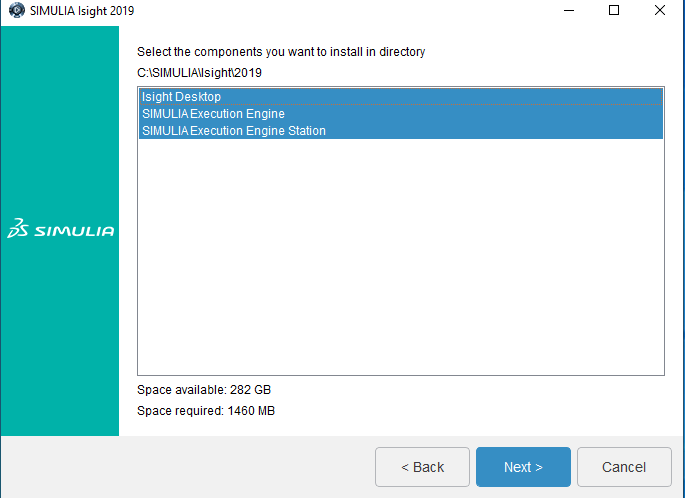 SIMULIA Isight 2019
Select the components you want to install in directory
C:\SIMULIA\Isight\2019
Isight Desktop
SIMULIA Execution Engine
SIMULIA Execution Engine Station
3DS SIMULIA
Space available: 282 GB
Space required: 1460 MB
< Back
Next >
Cancel